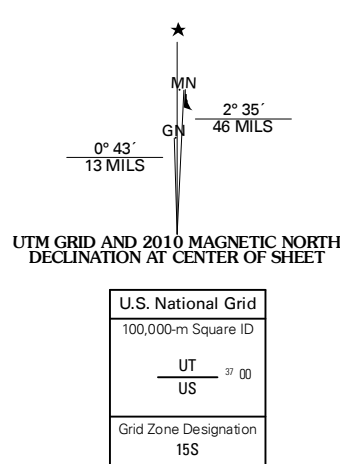 MN
2° 35´
46 MILS
GN
0° 43´
13 MILS
UTM GRID AND 2010 MAGNETIC NORTH
DECLINATION AT CENTER OF SHEET
U.S. National Grid
100,000-m Square ID
UT
37 00
US
Grid Zone Designation
15S